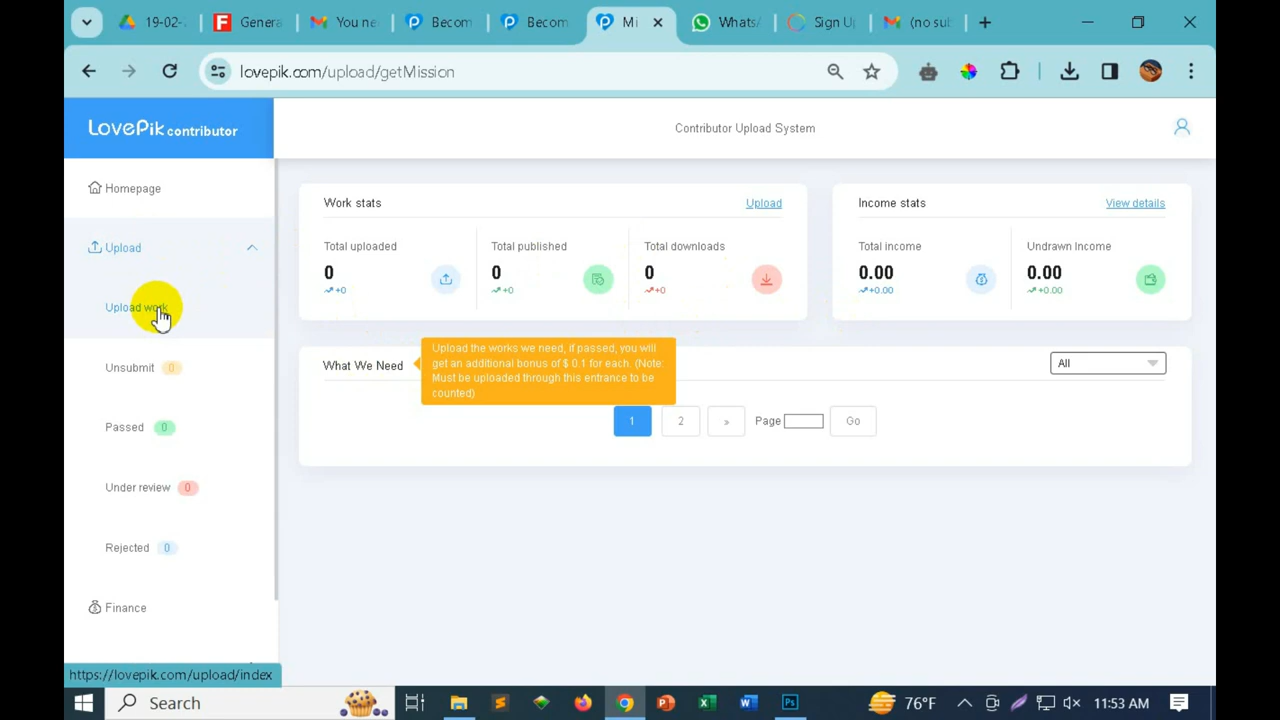 19-02-
Genera
You ne
Becom
Becom
Mi
Whats/
Sign U
(no su
lovepik.com/upload/getMission
LovePik contributor
Contributor Upload System
Homepage
Upload
Upload work
Unsubmit 0
Passed 0
Under review 0
Rejected 0
Finance
Work stats
Upload
Total uploaded
0
+0
Total published
0
+0
Total downloads
0
+0
Income stats
View details
Total income
0.00
+0.00
Undrawn Income
0.00
+0.00
What We Need
Upload the works we need, if passed, you will
get an additional bonus of $ 0.1 for each. (Note:
Must be uploaded through this entrance to be
counted)
All
1
2
»
Page
Go
https://lovepik.com/upload/index
Search
76°F
11:53 AM